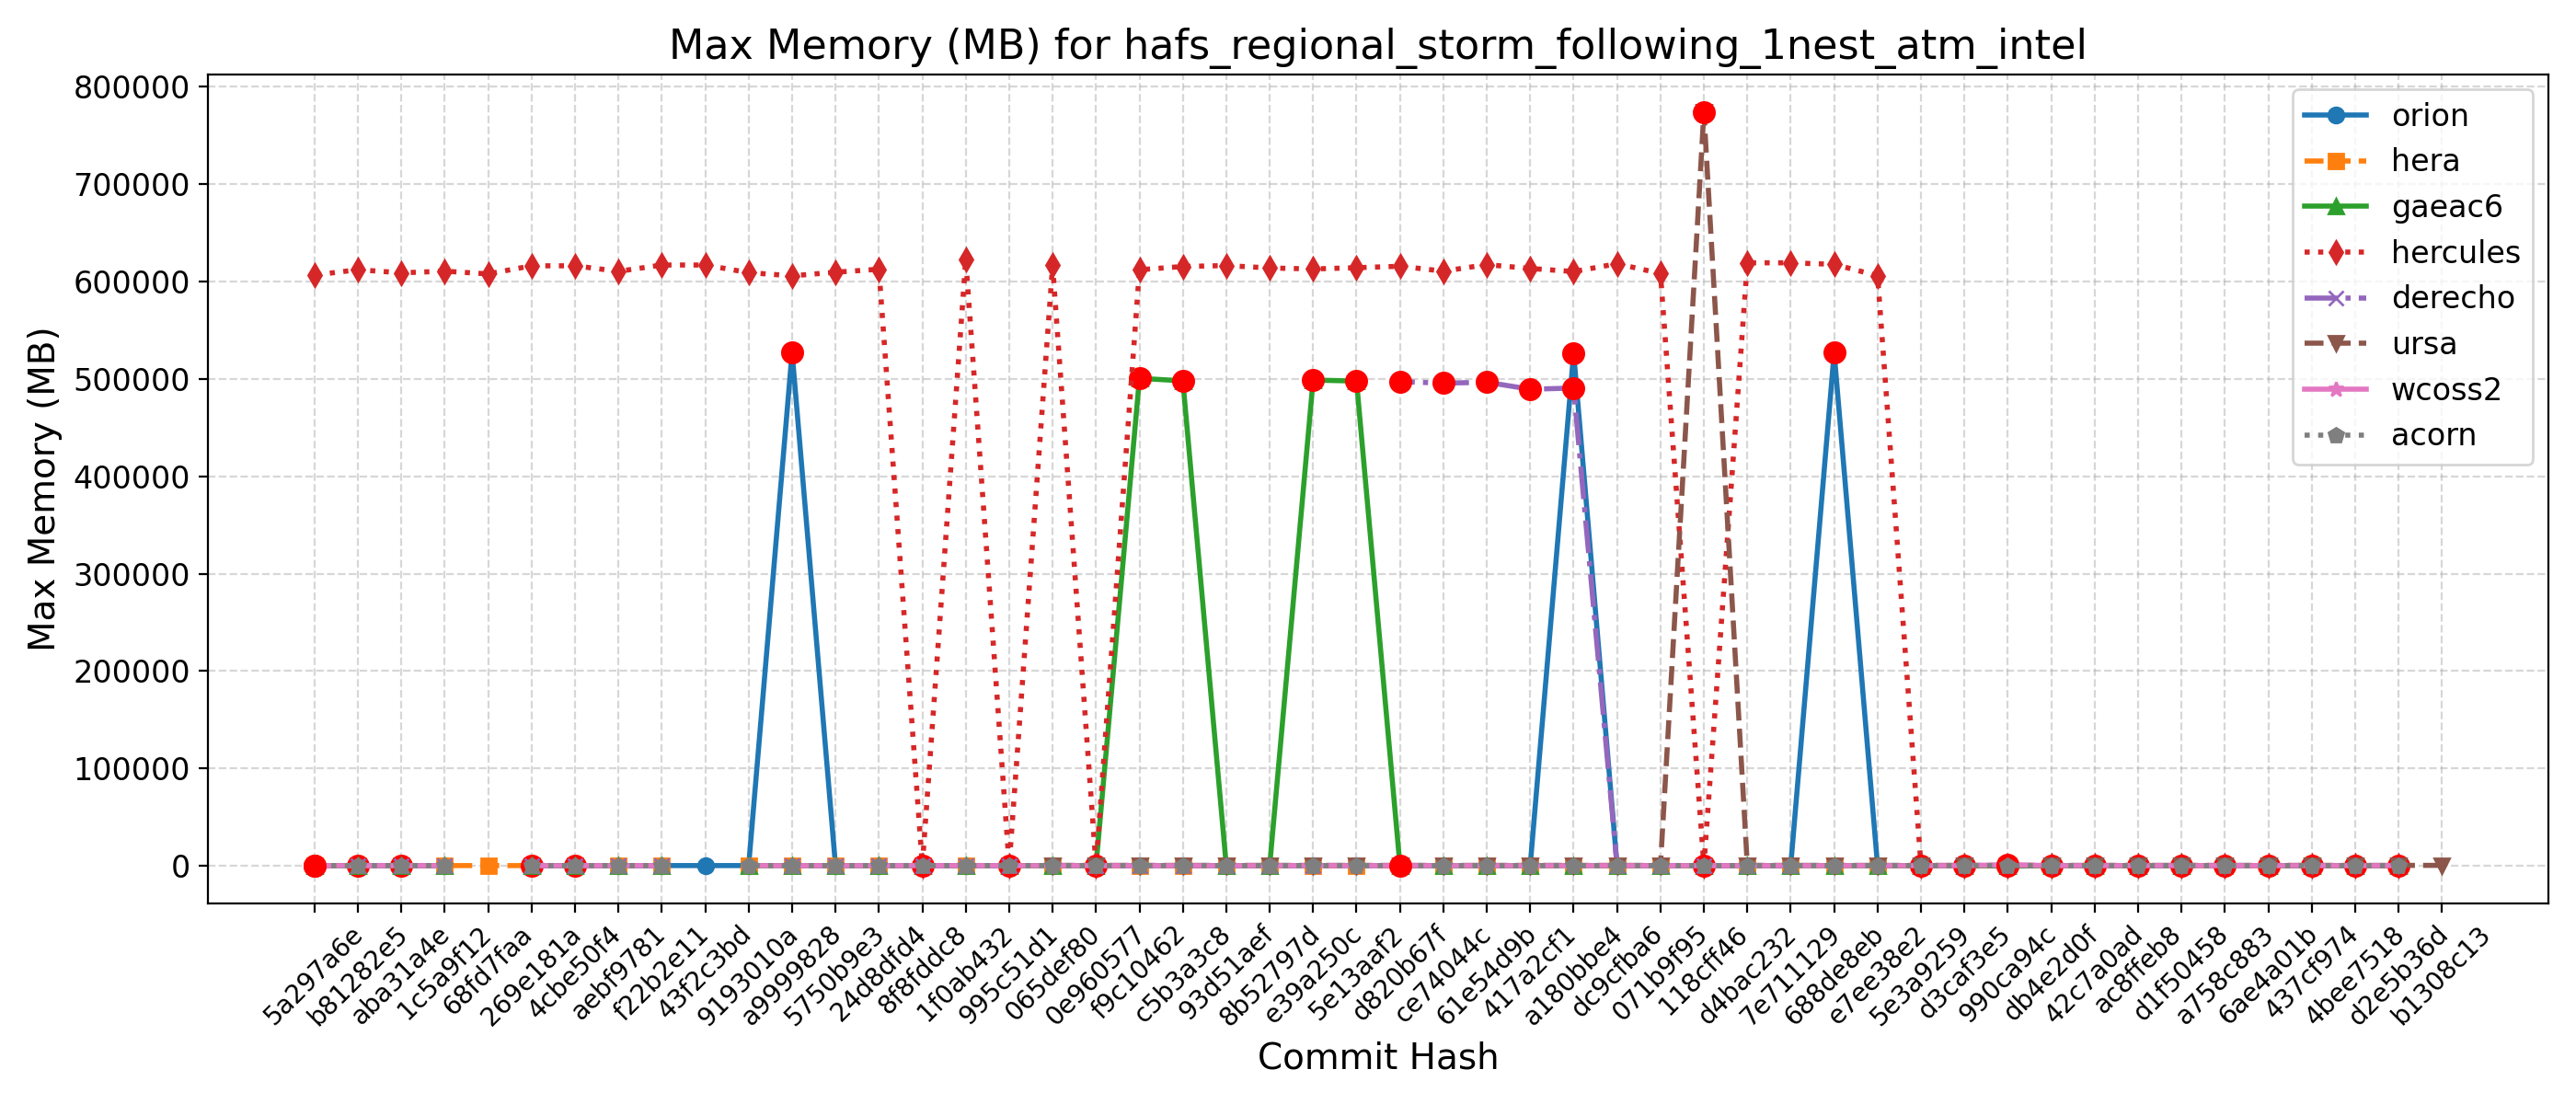 Max Memory (MB) for hafs_regional_storm_following_1nest_atm_intel
Max Memory (MB)
800000
700000
600000
500000
400000
300000
200000
100000
0
orion
hera
gaeac6
hercules
derecho
ursa
wcoss2
acorn
5a297a6e
b81282e5
aba31a4e
1c5a9f12
68fd7faa
269e181a
4cbe50f4
aebf9781
f22b2e11
43f2c3bd
9193010a
a9999828
5750b9e3
24d8dfd4
8f8fddc8
1f0ab432
995c51d1
065def80
0e960577
f9c10462
c5b3a3c8
93d51aef
8b52797d
e39a250c
5e13aaf2
d820b67f
ce74044c
61e54d9b
417a2cf1
a180bbe4
dc9cfba6
071b9f95
118cff46
d4bac232
7e711129
688de8eb
e7ee38e2
5e3a9259
d3caf3e5
990ca94c
db4e2d0f
42c7a0ad
ac8ffeb8
d1f50458
a758c883
6ae4a01b
437cf974
4bee7518
d2e5b36d
b1308c13
Commit Hash